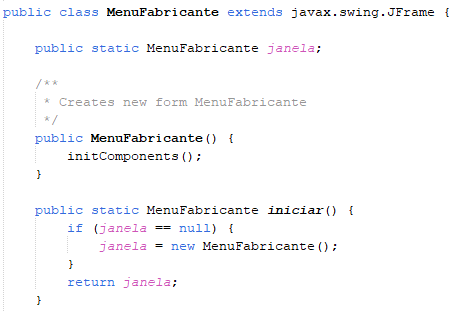 public class MenuFabricante extends javax.swing.JFrame {
public static MenuFabricante janela;
/**
* Creates new form MenuFabricante
*/
public MenuFabricante() {
initComponents();
}
public static MenuFabricante iniciar() {
if (janela == null) {
janela = new MenuFabricante();
}
return janela;
}